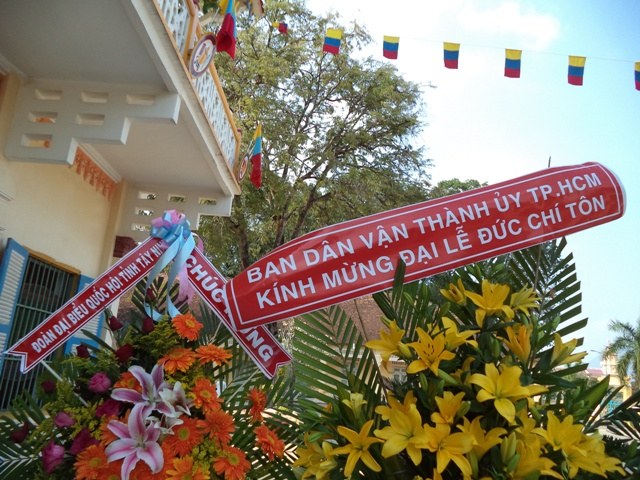 BAN DÂN VẬN THÀNH ỦY TP.HCM
KÍNH MỪNG ĐẠI LỄ ĐỨC CHÍ TÔN
ĐOÀN ĐẠI BIỂU QUỐC HỘI TỈNH TÂY
CHÚC